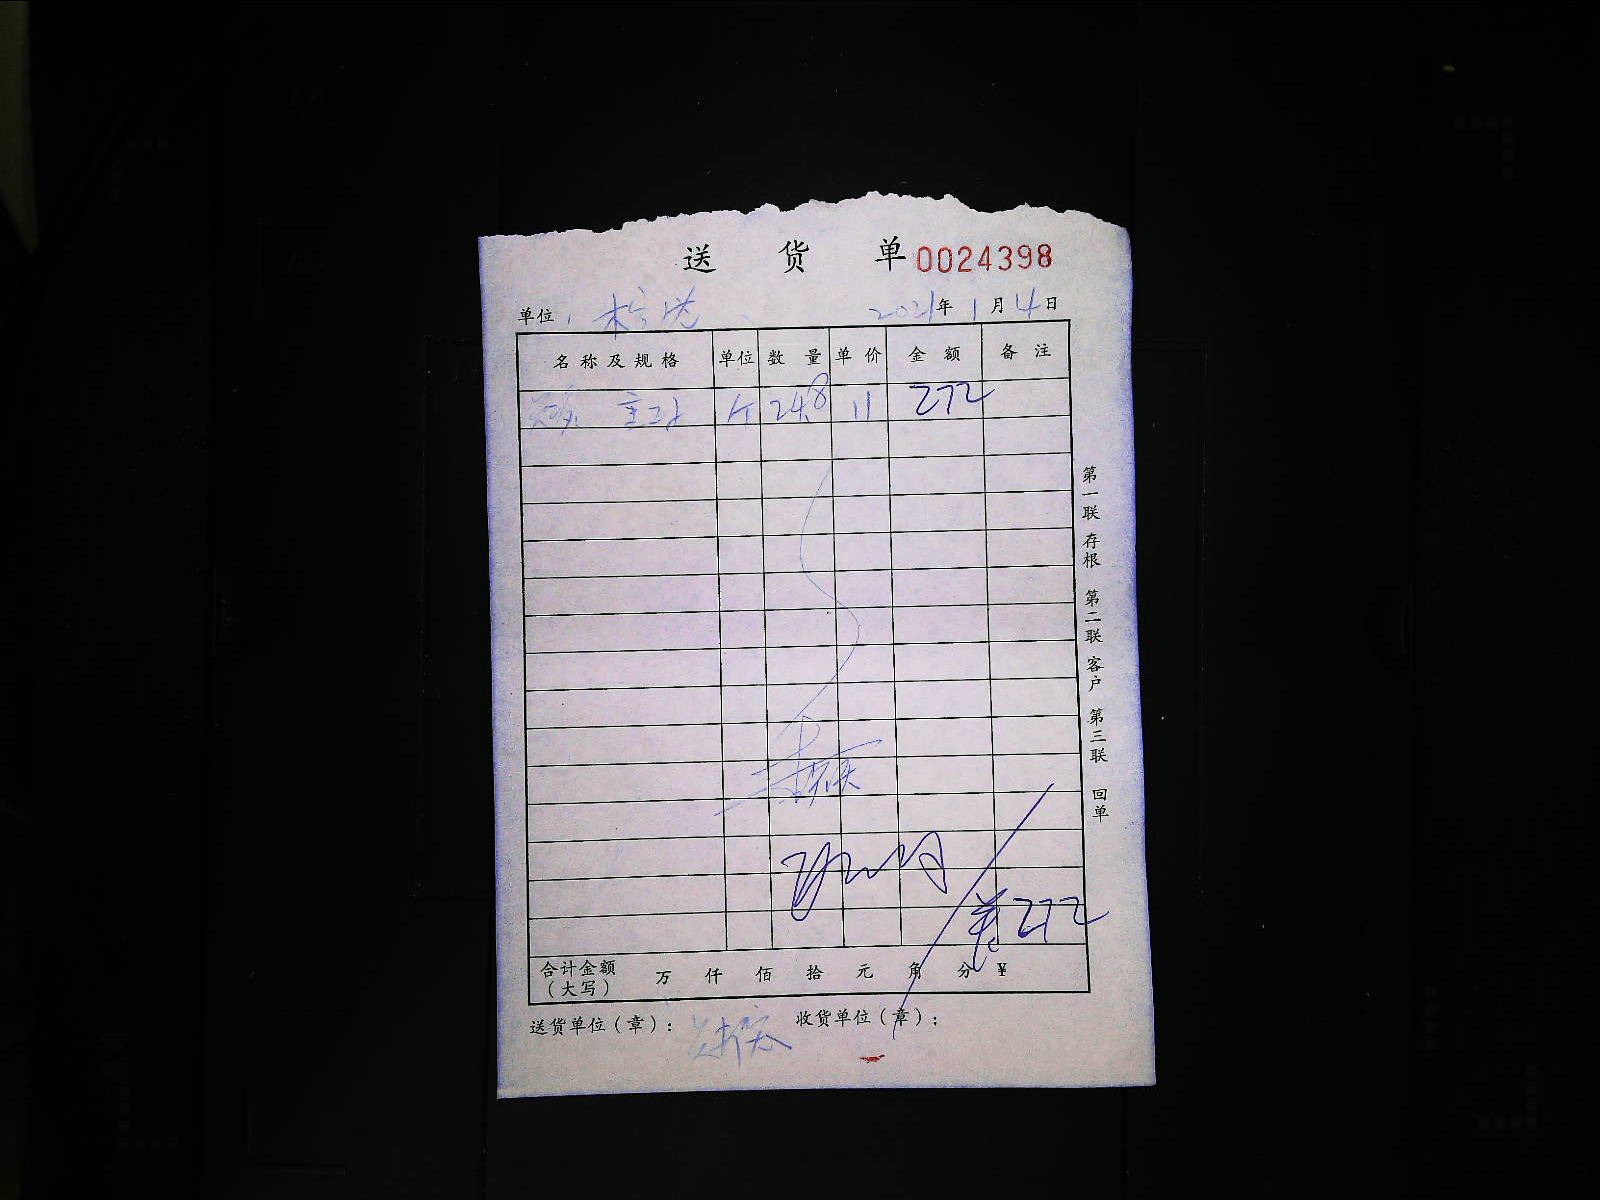 送 货 单 0024398
单位 2021年 1月 4日
名称及规格 单位 数量 单价 金额 备注
24.8 11 272
第一联 存根 第二联 客户 第三联 回单
272
合计金额（大写） 万 仟 佰 拾 元 角 分 ¥
送货单位（章）： 收货单位（章）；